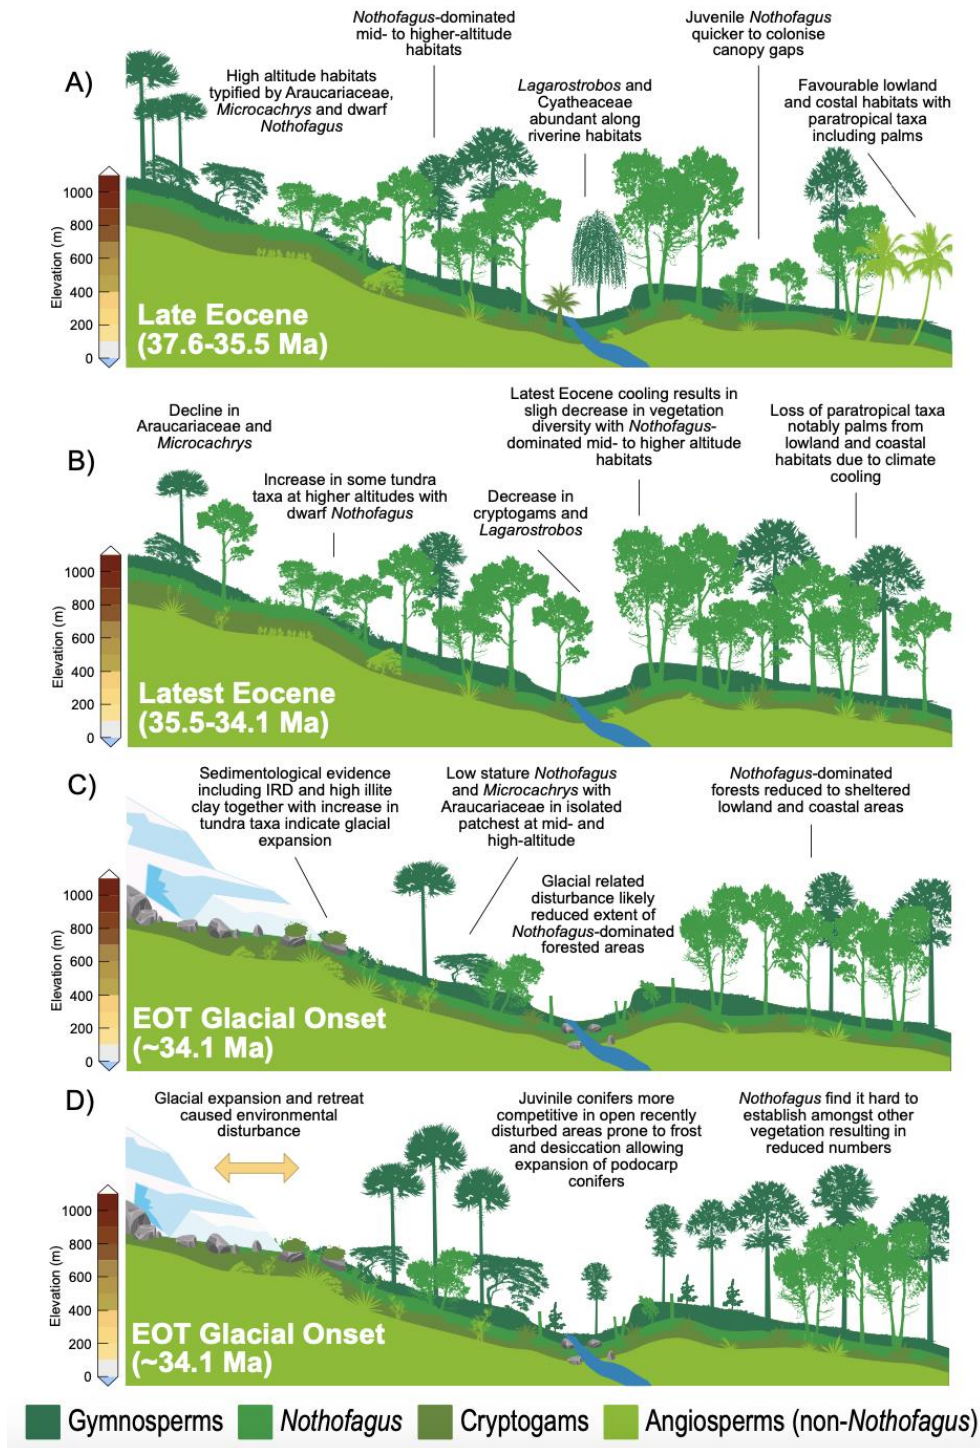 A)
Nothofagus-dominated
mid- to higher-altitude
habitats
Juvenile Nothofagus
quicker to colonise
canopy gaps
High altitude habitats
typified by Araucariaceae,
Microcachrys and dwarf
Nothofagus
Lagarostrobos and
Cyatheaceae
abundant along
riverine habitats
Favourable lowland
and costal habitats with
paratropical taxa
including palms
Elevation (m)
1000
800
600
400
200
0
Late Eocene
(37.6-35.5 Ma)
B)
Decline in
Araucariaceae and
Microcachrys
Increase in some tundra
taxa at higher altitudes with
dwarf Nothofagus
Latest Eocene cooling results in
sligh decrease in vegetation
diversity with Nothofagus-
dominated mid- to higher altitude
habitats
Decrease in
cryptogams and
Lagarostrobos
Loss of paratropical taxa
notably palms from
lowland and coastal
habitats due to climate
cooling
Elevation (m)
1000
800
600
400
200
0
Latest Eocene
(35.5-34.1 Ma)
C)
Sedimentological evidence
including IRD and high illite
clay together with increase in
tundra taxa indicate glacial
expansion
Low stature Nothofagus
and Microcachrys with
Araucariaceae in isolated
patchest at mid- and
high-altitude
Nothofagus-dominated
forests reduced to sheltered
lowland and coastal areas
Glacial related
disturbance likely
reduced extent of
Nothofagus-dominated
forested areas
Elevation (m)
1000
800
600
400
200
0
EOT Glacial Onset
(~34.1 Ma)
D)
Glacial expansion and retreat
caused environmental
disturbance
Juvinile conifers more
competitive in open recently
disturbed areas prone to frost
and desiccation allowing
expansion of podocarp
conifers
Nothofagus find it hard to
establish amongst other
vegetation resulting in
reduced numbers
Elevation (m)
1000
800
600
400
200
0
EOT Glacial Onset
(~34.1 Ma)
Gymnosperms
Nothofagus
Cryptogams
Angiosperms (non-Nothofagus)